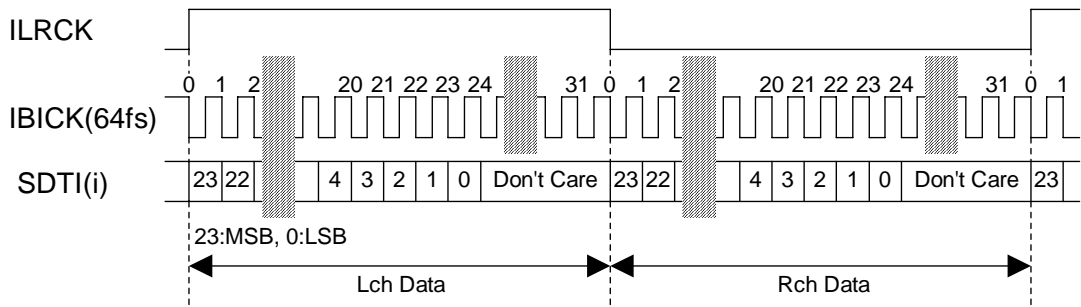 ILRCK
0 1 2 20 21 22 23 24 31 0 1 2 20 21 22 23 24 31 0 1
IBICK(64fs)
SDTI(i) 23 22 4 3 2 1 0 Don't Care 23 22 4 3 2 1 0 Don't Care 23
23:MSB, 0:LSB
Lch Data Rch Data